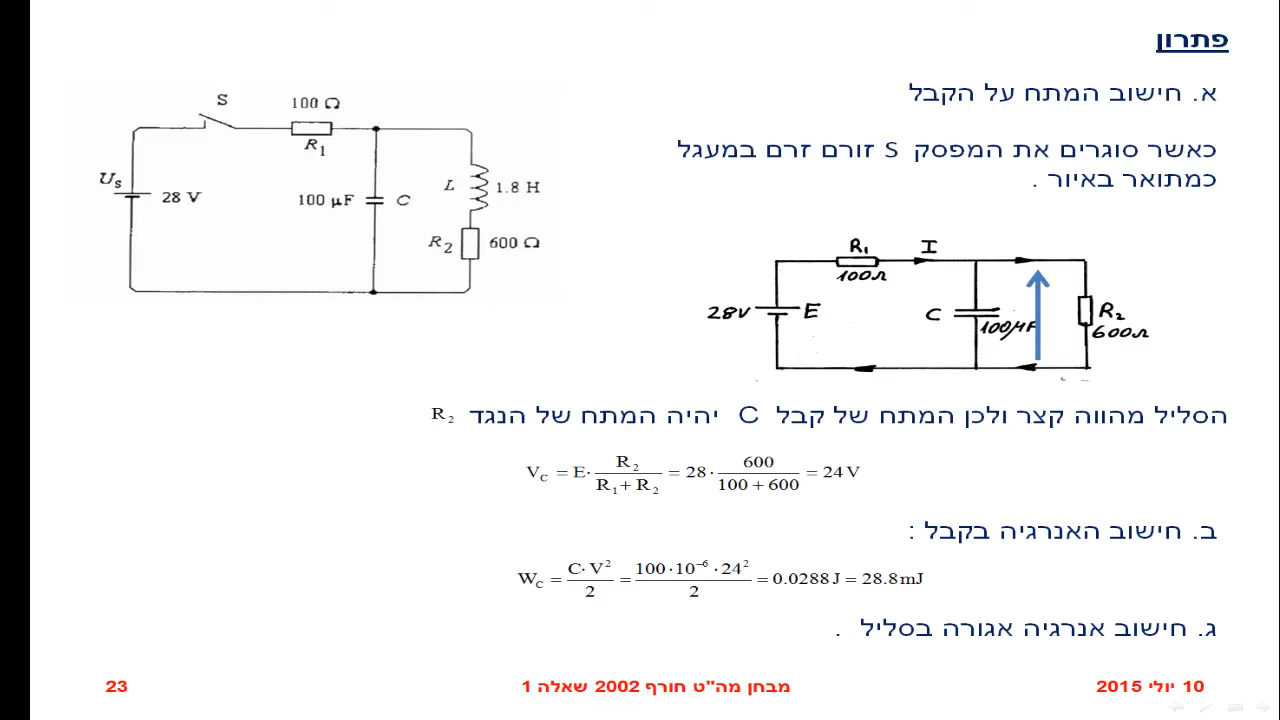 פתרון
א. חישוב המתח על הקבל
כאשר סוגרים את המפסק S זורם זרם במעגל
כמתואר באיור .
S
100 Ω
R₁
U_s
28 V
100 μF
C
L
1.8 H
R₂
600 Ω
R₁
I
100Ω
28V
E
C
100μF
R₂
600Ω
הסליל מהווה קצר ולכן המתח של קבל C יהיה המתח של הנגד R₂
V_C = E · R₂ / (R₁ + R₂) = 28 · 600 / (100 + 600) = 24 V
ב. חישוב האנרגיה בקבל :
W_C = C · V² / 2 = 100 · 10⁻⁶ · 24² / 2 = 0.0288 J = 28.8 mJ
ג. חישוב אנרגיה אגורה בסליל .
10 יולי 2015
מבחן מה"ט חורף 2002 שאלה 1
23